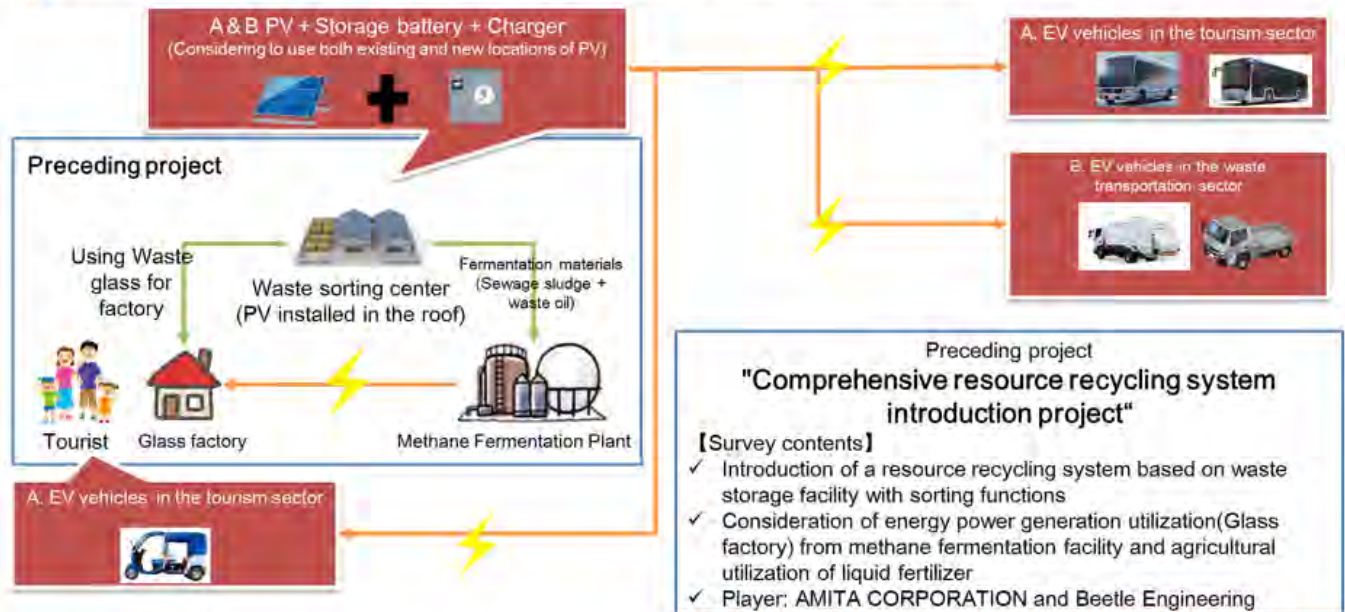 A & B PV + Storage battery + Charger
(Considering to use both existing and new locations of PV)
A. EV vehicles in the tourism sector
B. EV vehicles in the waste
transportation sector
Preceding project
Using Waste
glass for
factory
Waste sorting center
(PV installed in the roof)
Fermentation materials
(Sewage sludge +
waste oil)
Tourist
Glass factory
Methane Fermentation Plant
A. EV vehicles in the tourism sector
Preceding project
"Comprehensive resource recycling system
introduction project“
【Survey contents】
✓ Introduction of a resource recycling system based on waste
storage facility with sorting functions
✓ Consideration of energy power generation utilization(Glass
factory) from methane fermentation facility and agricultural
utilization of liquid fertilizer
✓ Player: AMITA CORPORATION and Beetle Engineering